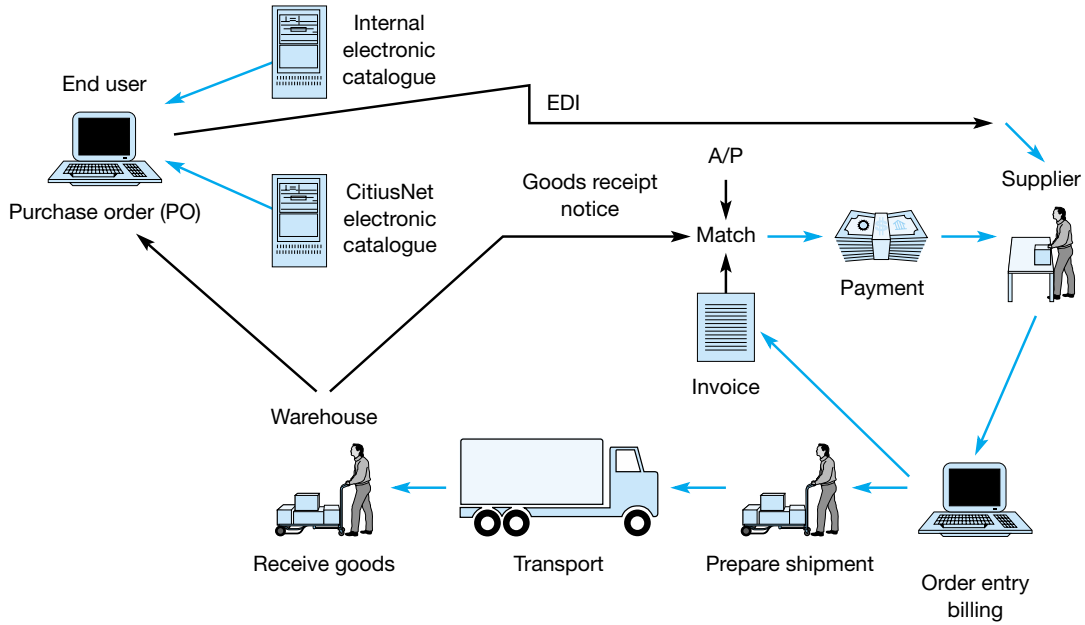 Internal
electronic
catalogue
End user
EDI
A/P
CitiusNet
electronic
catalogue
Goods receipt
notice
Supplier
Purchase order (PO)
Match
Payment
Invoice
Warehouse
Receive goods
Transport
Prepare shipment
Order entry
billing